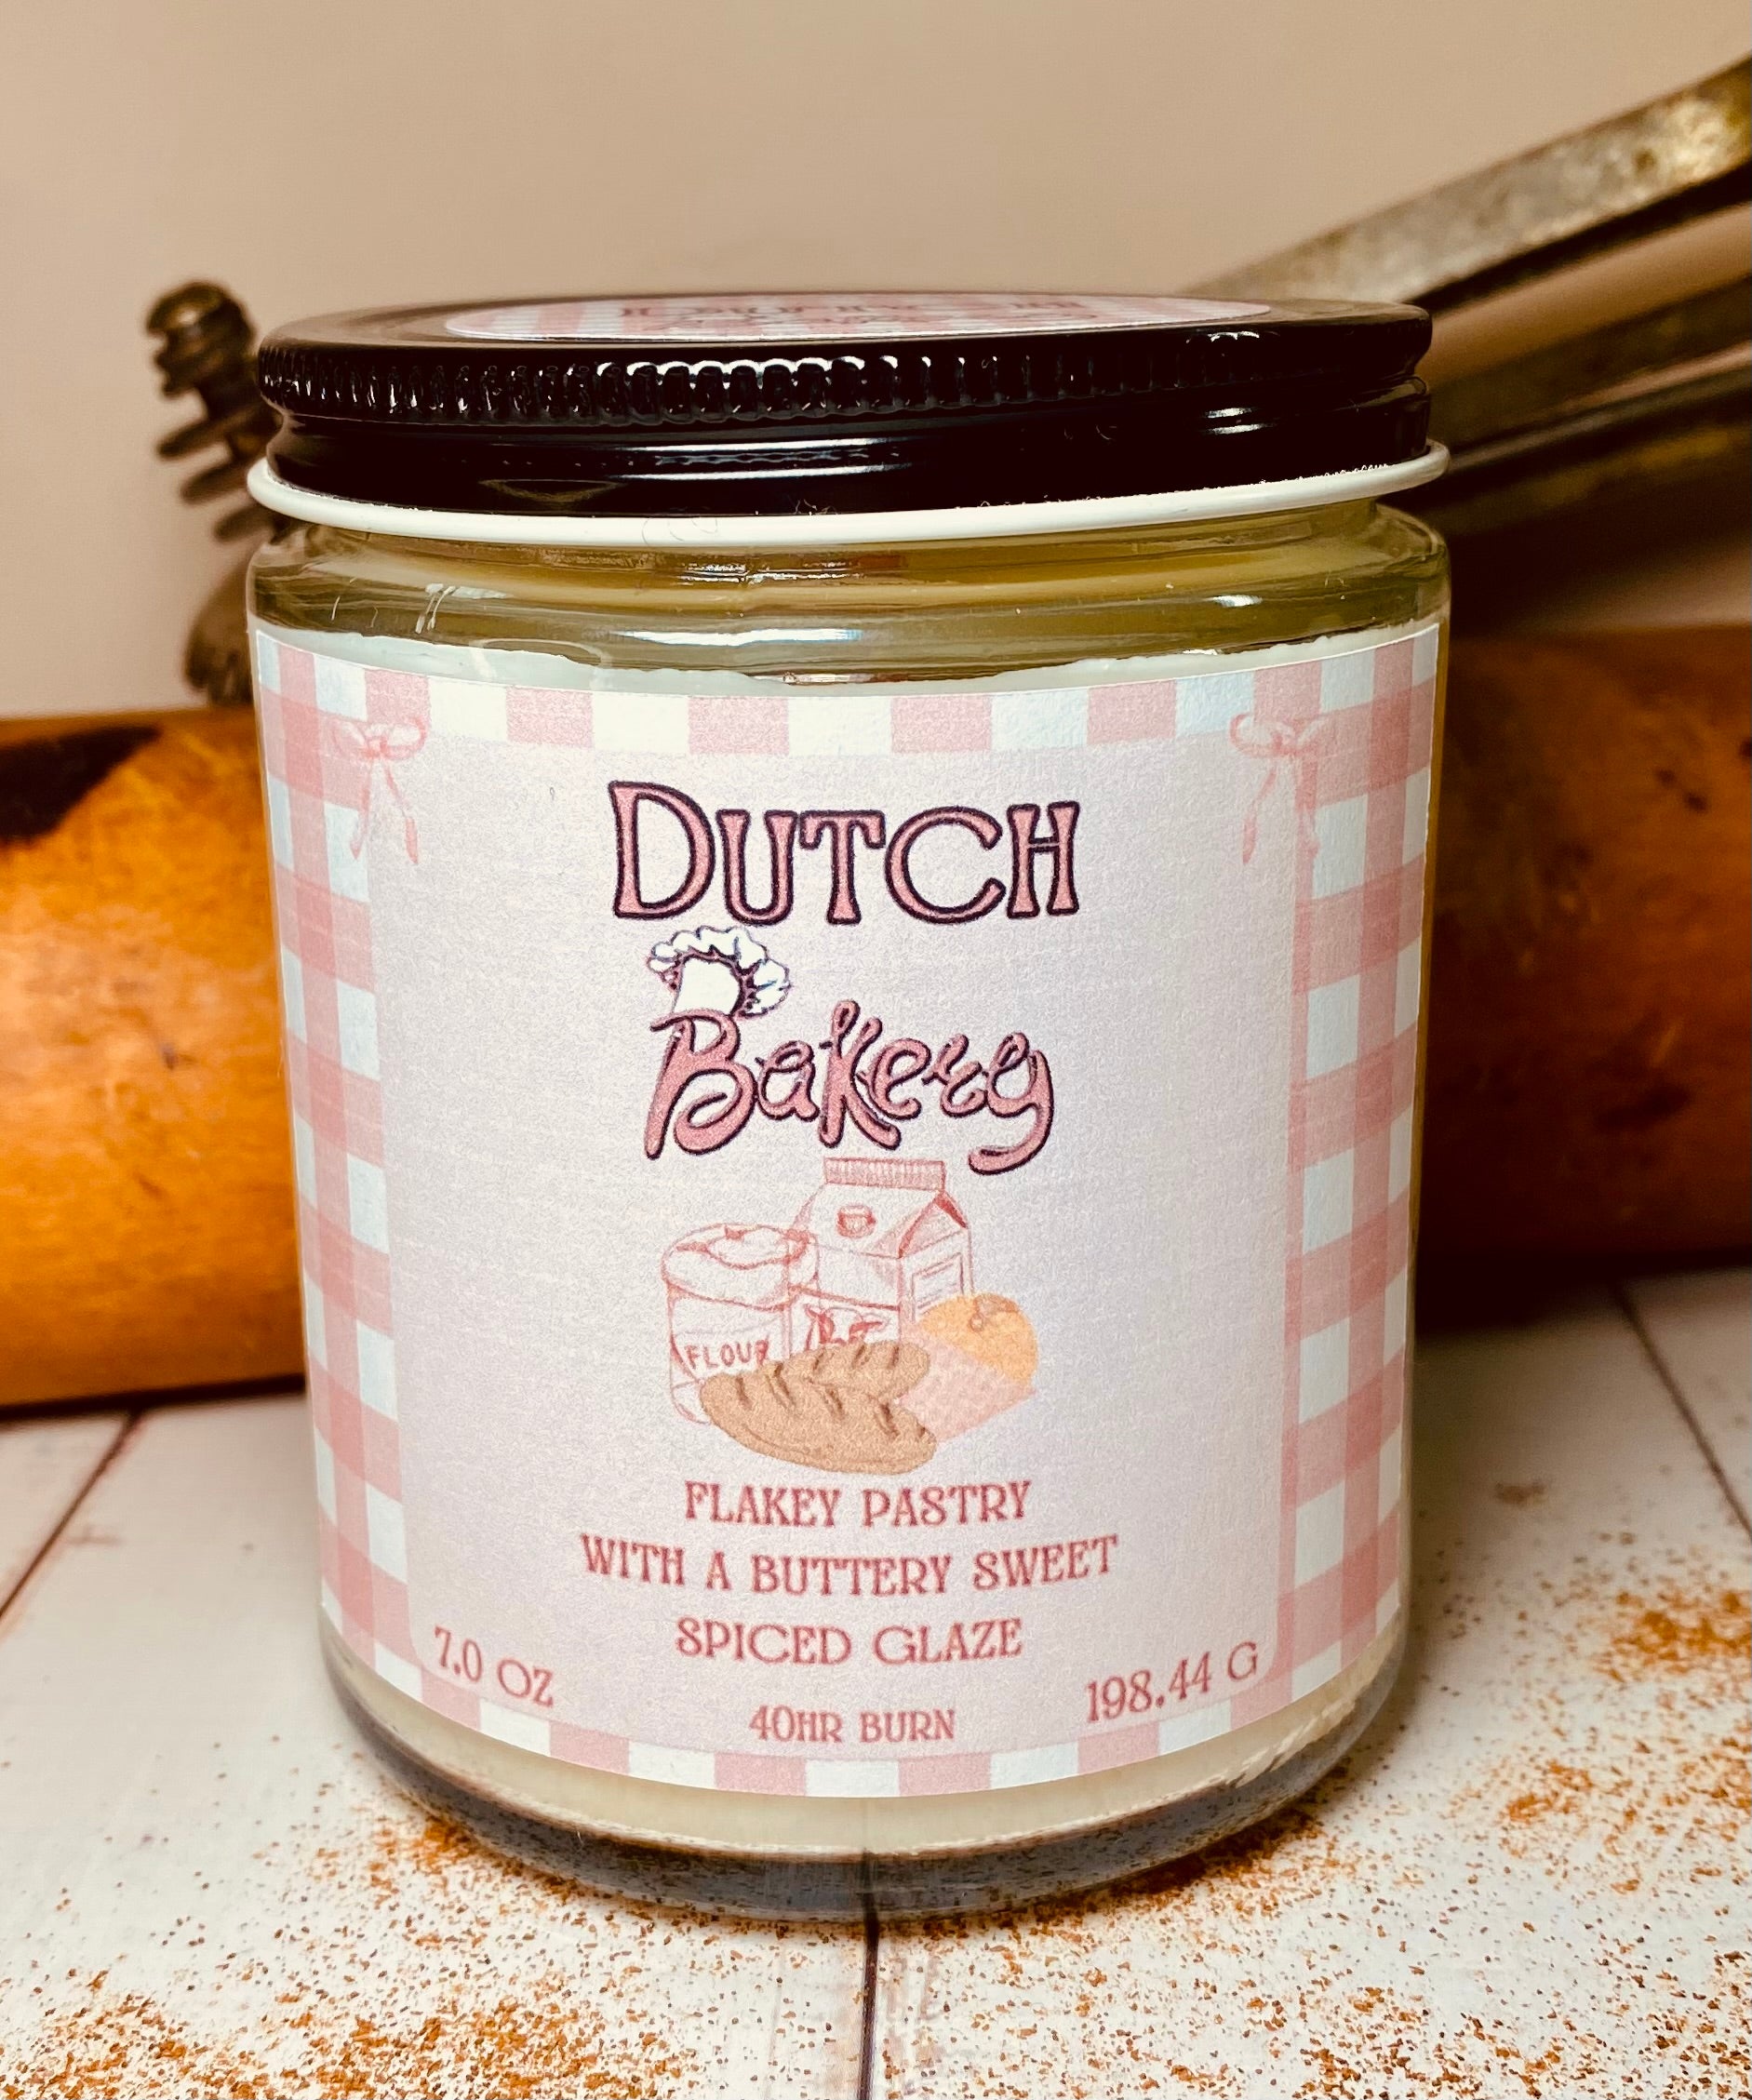 DUTCH
Bakery
FLOUR
FLAKEY PASTRY
WITH A BUTTERY SWEET
SPICED GLAZE
7.0 OZ
198.44 G
40HR BURN